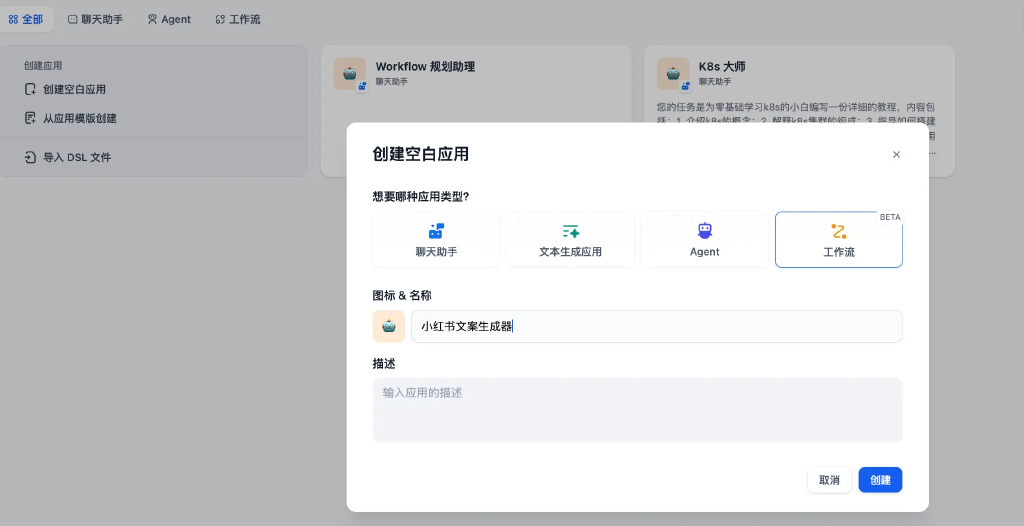 全部
聊天助手
Agent
工作流
创建应用
创建空白应用
从应用模版创建
导入 DSL 文件
Workflow 规划助理
聊天助手
K8s 大师
聊天助手
您的任务是为零基础学习k8s的小白编写一份详细的教程，内容包
括：1. 介绍k8s的概念；2. 解释k8s集群的组成；3. 指导如何搭建
用
...
创建空白应用
想要哪种应用类型?
聊天助手
文本生成应用
Agent
BETA
工作流
图标 & 名称
小红书文案生成器
描述
输入应用的描述
取消
创建